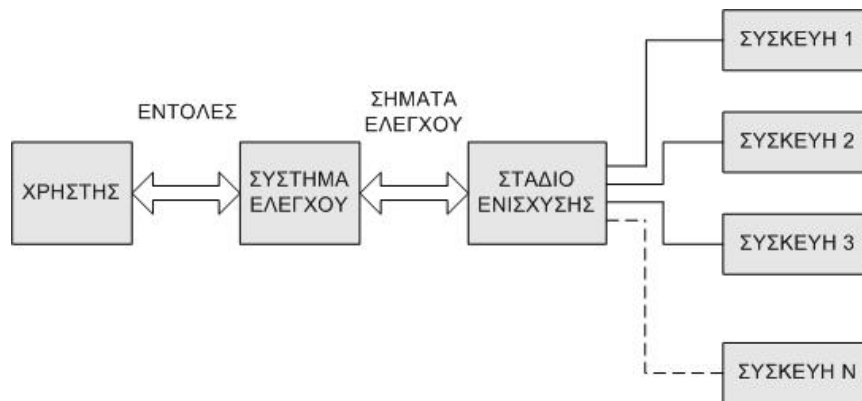 ΕΝΤΟΛΕΣ
ΣΗΜΑΤΑ
ΕΛΕΓΧΟΥ
ΧΡΗΣΤΗΣ
ΣΥΣΤΗΜΑ
ΕΛΕΓΧΟΥ
ΣΤΑΔΙΟ
ΕΝΙΣΧΥΣΗΣ
ΣΥΣΚΕΥΗ 1
ΣΥΣΚΕΥΗ 2
ΣΥΣΚΕΥΗ 3
ΣΥΣΚΕΥΗ Ν